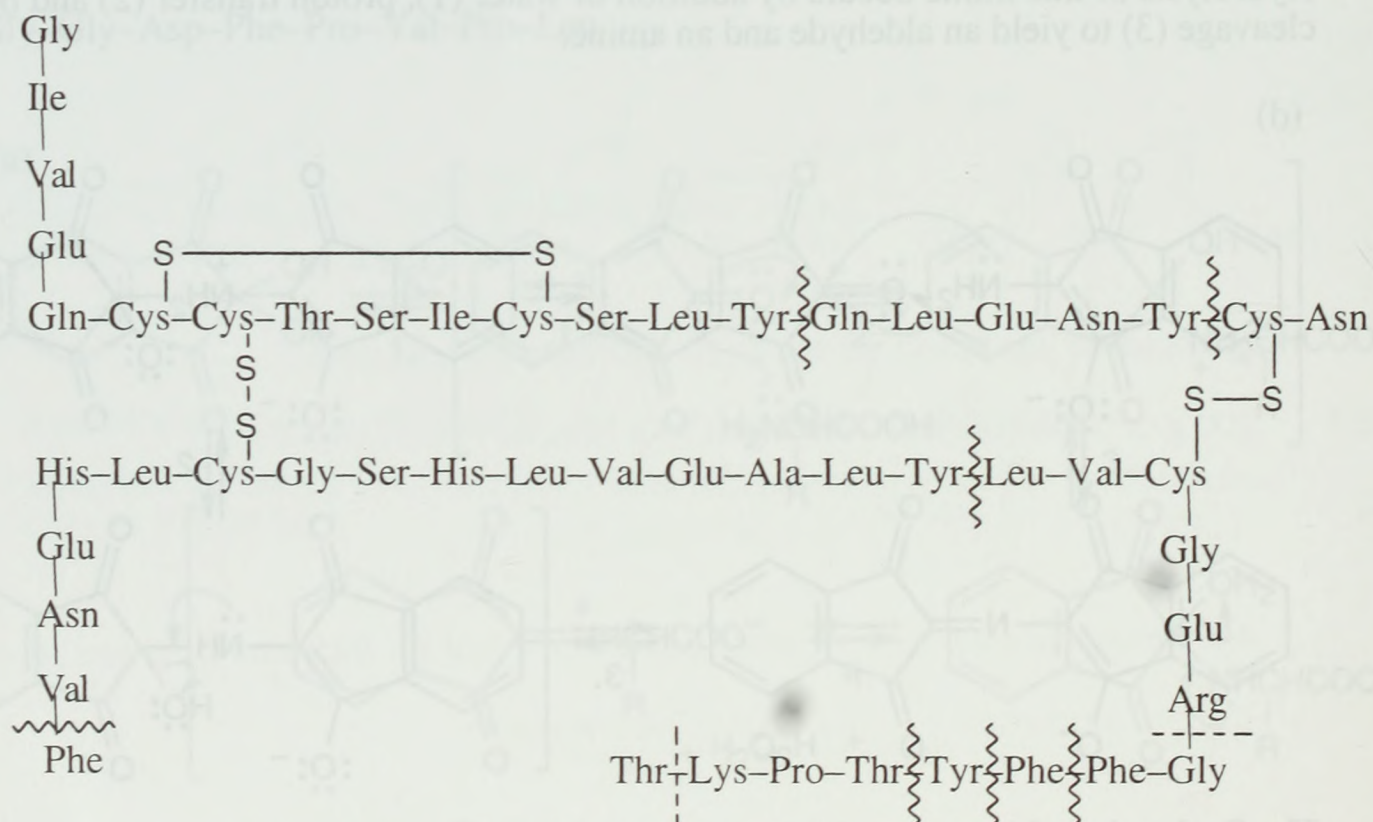 Gly
Ile
Val
Glu
S S
Gln–Cys–Cys–Thr–Ser–Ile–Cys–Ser–Leu–Tyr Gln–Leu–Glu–Asn–Tyr Cys–Asn
S
S–S
S
His–Leu–Cys–Gly–Ser–His–Leu–Val–Glu–Ala–Leu–Tyr Leu–Val–Cys
Glu Gly
Asn Glu
Val Arg
Phe Thr Lys–Pro–Thr Tyr Phe Phe–Gly